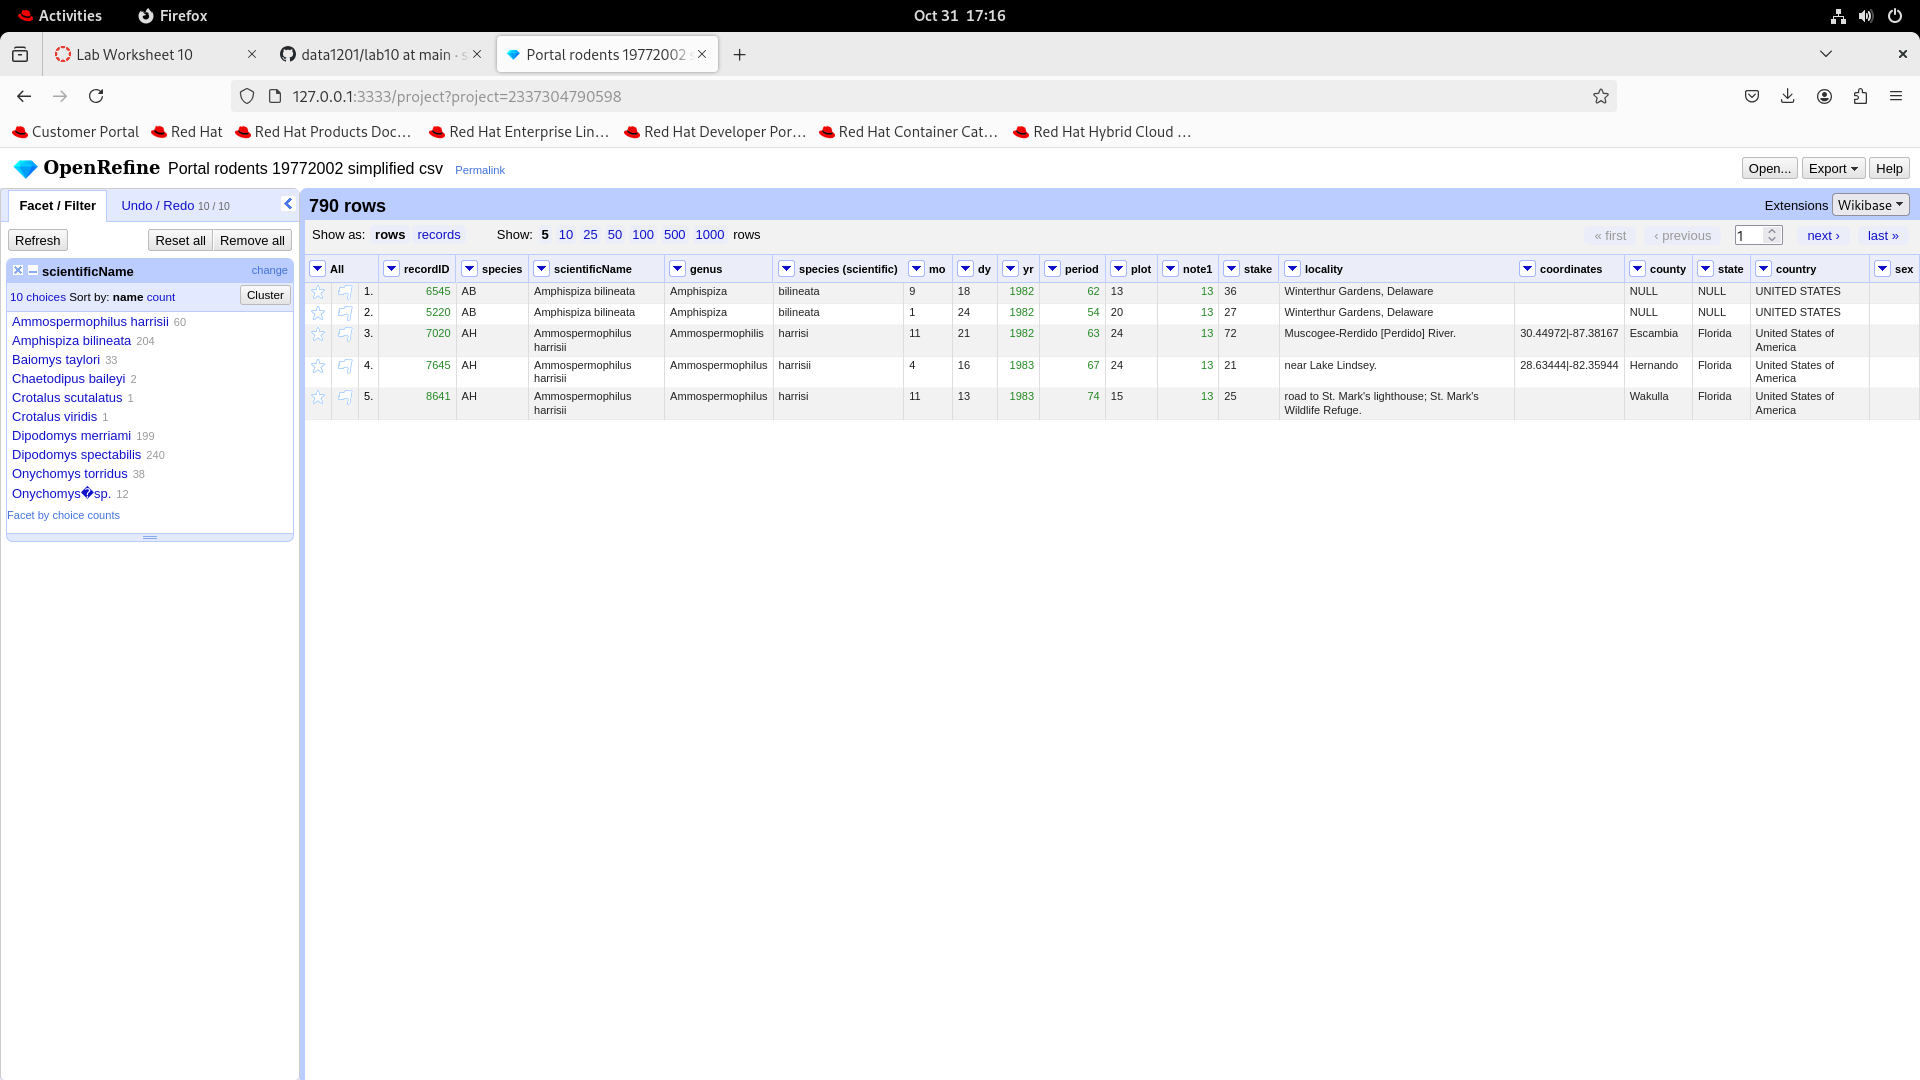 Activities Firefox Oct 31 17:16
Lab Worksheet 10 data1201/lab10 at main · s Portal rodents 19772002 s
127.0.0.1:3333/project?project=2337304790598
Customer Portal Red Hat Red Hat Products Doc… Red Hat Enterprise Lin… Red Hat Developer Por… Red Hat Container Cat… Red Hat Hybrid Cloud …
OpenRefine Portal rodents 19772002 simplified csv Permalink Open... Export Help
Facet / Filter Undo / Redo 10 / 10
790 rows Extensions Wikibase
Refresh Reset all Remove all
Show as: rows records Show: 5 10 25 50 100 500 1000 rows « first ‹ previous 1 next › last »
scientificName change
10 choices Sort by: name count Cluster
Ammospermophilus harrisii 60
Amphispiza bilineata 204
Baiomys taylori 33
Chaetodipus baileyi 2
Crotalus scutalatus 1
Crotalus viridis 1
Dipodomys merriami 199
Dipodomys spectabilis 240
Onychomys torridus 38
Onychomys�sp. 12
Facet by choice counts
All recordID species scientificName genus species (scientific) mo dy yr period plot note1 stake locality coordinates county state country sex
1. 6545 AB Amphispiza bilineata Amphispiza bilineata 9 18 1982 62 13 13 36 Winterthur Gardens, Delaware NULL NULL UNITED STATES
2. 5220 AB Amphispiza bilineata Amphispiza bilineata 1 24 1982 54 20 13 27 Winterthur Gardens, Delaware NULL NULL UNITED STATES
3. 7020 AH Ammospermophilus Ammospermophilis harrisi 11 21 1982 63 24 13 72 Muscogee-Rerdido [Perdido] River. 30.44972|-87.38167 Escambia Florida United States of
harrisii America
4. 7645 AH Ammospermophilus Ammospermophilus harrisii 4 16 1983 67 24 13 21 near Lake Lindsey. 28.63444|-82.35944 Hernando Florida United States of
harrisii America
5. 8641 AH Ammospermophilus Ammospermophilus harrisi 11 13 1983 74 15 13 25 road to St. Mark's lighthouse; St. Mark's Wakulla Florida United States of
harrisii Wildlife Refuge. America